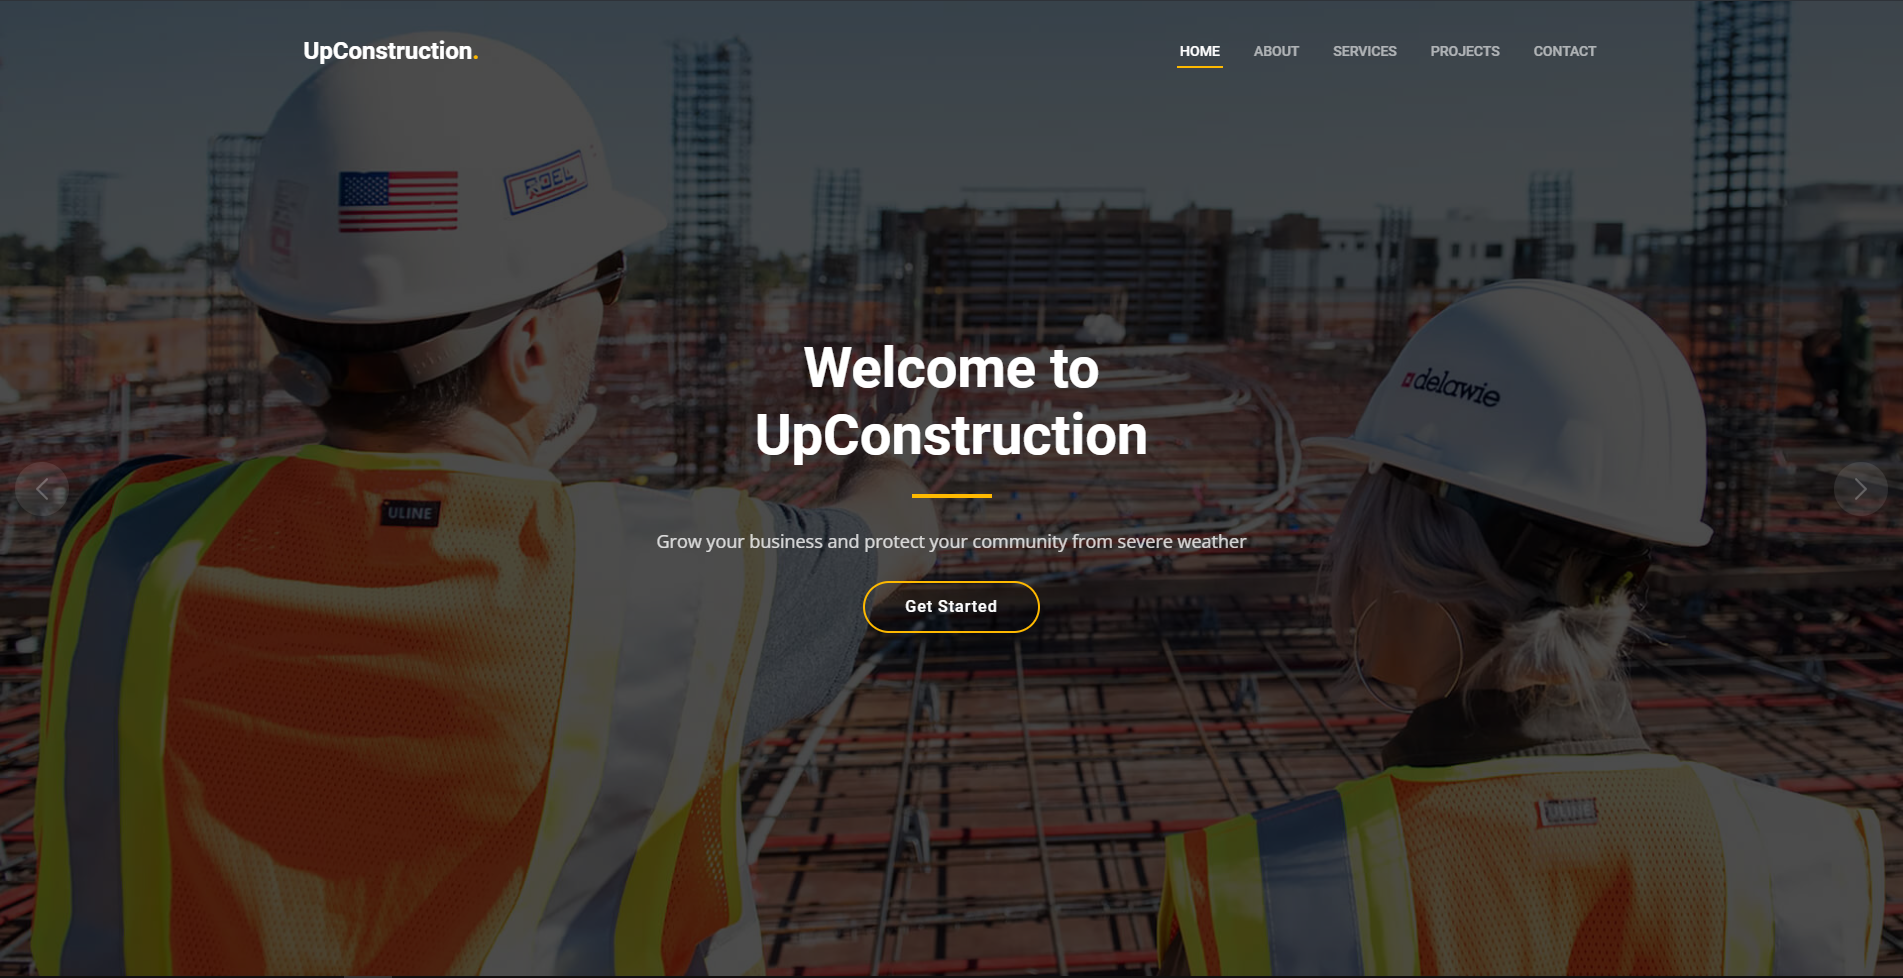 UpConstruction.
HOME ABOUT SERVICES PROJECTS CONTACT
ROEL
delawie
Welcome to
UpConstruction
ULINE
Grow your business and protect your community from severe weather
Get Started
ULINE